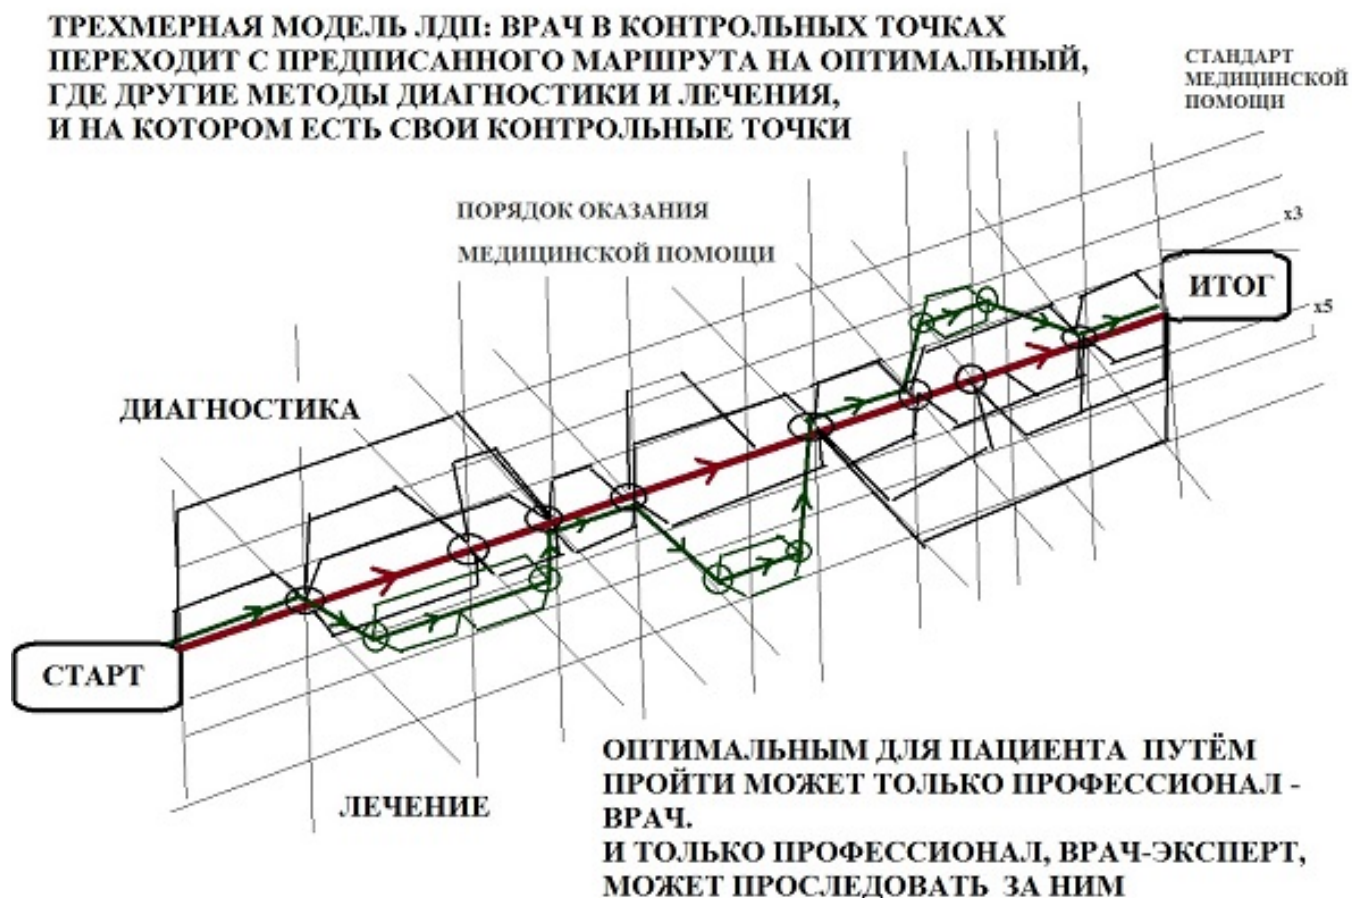 ТРЕХМЕРНАЯ МОДЕЛЬ ЛДП: ВРАЧ В КОНТРОЛЬНЫХ ТОЧКАХ
ПЕРЕХОДИТ С ПРЕДПИСАННОГО МАРШРУТА НА ОПТИМАЛЬНЫЙ,
ГДЕ ДРУГИЕ МЕТОДЫ ДИАГНОСТИКИ И ЛЕЧЕНИЯ,
И НА КОТОРОМ ЕСТЬ СВОИ КОНТРОЛЬНЫЕ ТОЧКИ
СТАНДАРТ
МЕДИЦИНСКОЙ
ПОМОЩИ
ПОРЯДОК ОКАЗАНИЯ
МЕДИЦИНСКОЙ ПОМОЩИ
x3
ИТОГ
x5
ДИАГНОСТИКА
СТАРТ
ЛЕЧЕНИЕ
ОПТИМАЛЬНЫМ ДЛЯ ПАЦИЕНТА ПУТЁМ
ПРОЙТИ МОЖЕТ ТОЛЬКО ПРОФЕССИОНАЛ -
ВРАЧ.
И ТОЛЬКО ПРОФЕССИОНАЛ, ВРАЧ-ЭКСПЕРТ,
МОЖЕТ ПРОСЛЕДОВАТЬ ЗА НИМ